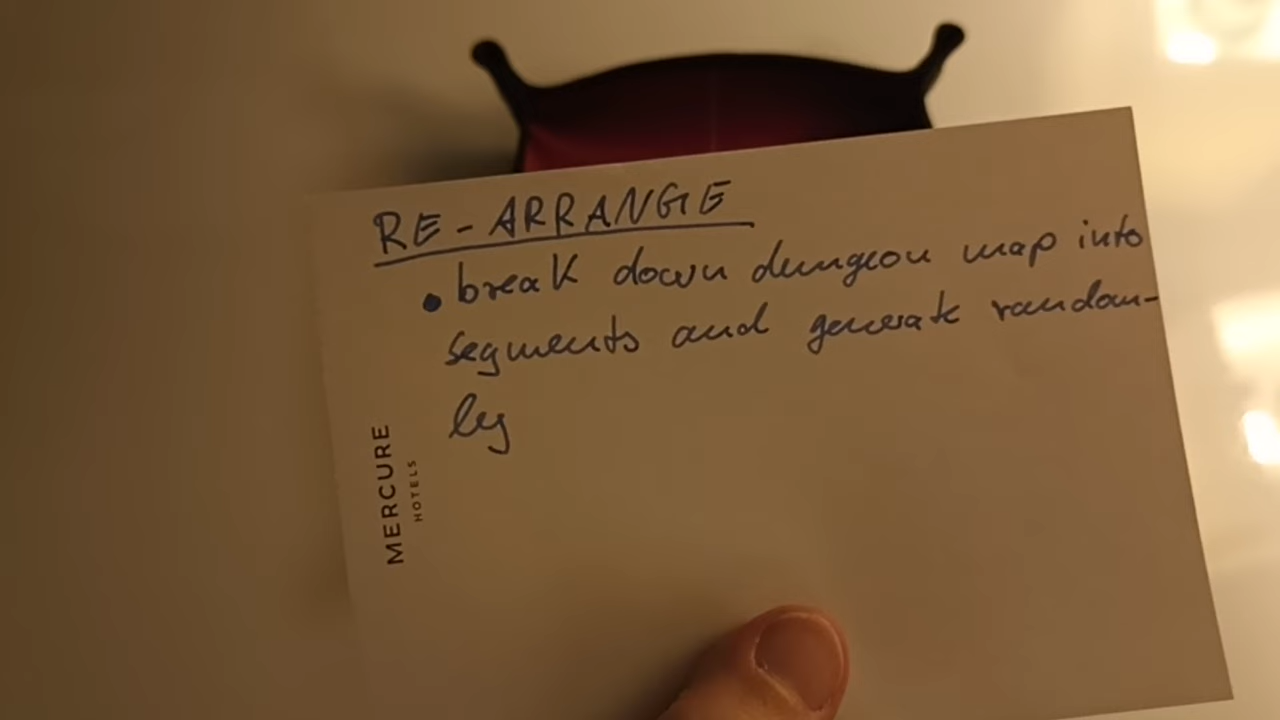 RE-ARRANGE
• break down dungeon map into
segments and generate random-
ly
MERCURE
HOTELS